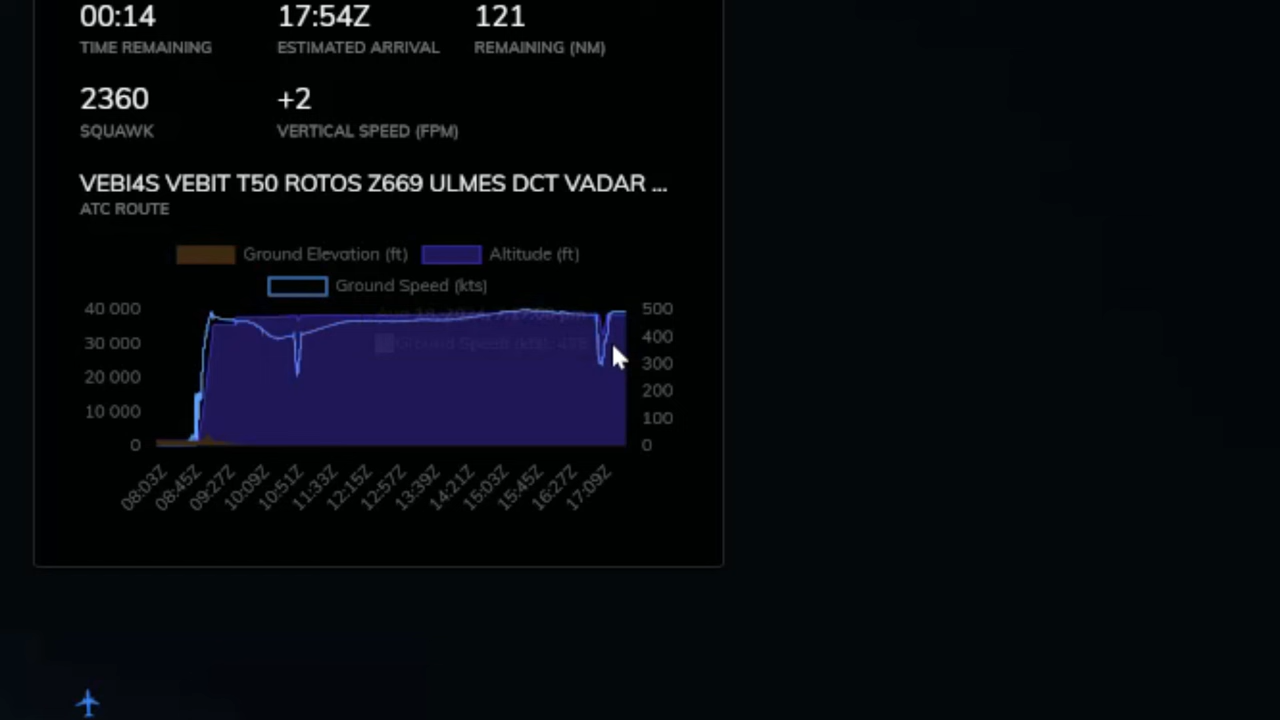 00:14 17:54Z 121
TIME REMAINING ESTIMATED ARRIVAL REMAINING (NM)
2360 +2
SQUAWK VERTICAL SPEED (FPM)
VEBI4S VEBIT T50 ROTOS Z669 ULMES DCT VADAR ...
ATC ROUTE
Ground Elevation (ft) Altitude (ft)
Ground Speed (kts)
40 000 500
30 000 400
20 000 300
10 000 200
0 100
0
Ground Speed (kts):
08:03Z 08:45Z 09:27Z 10:09Z 10:51Z 11:33Z 12:15Z 12:57Z 13:39Z 14:21Z 15:03Z 15:45Z 16:27Z 17:09Z